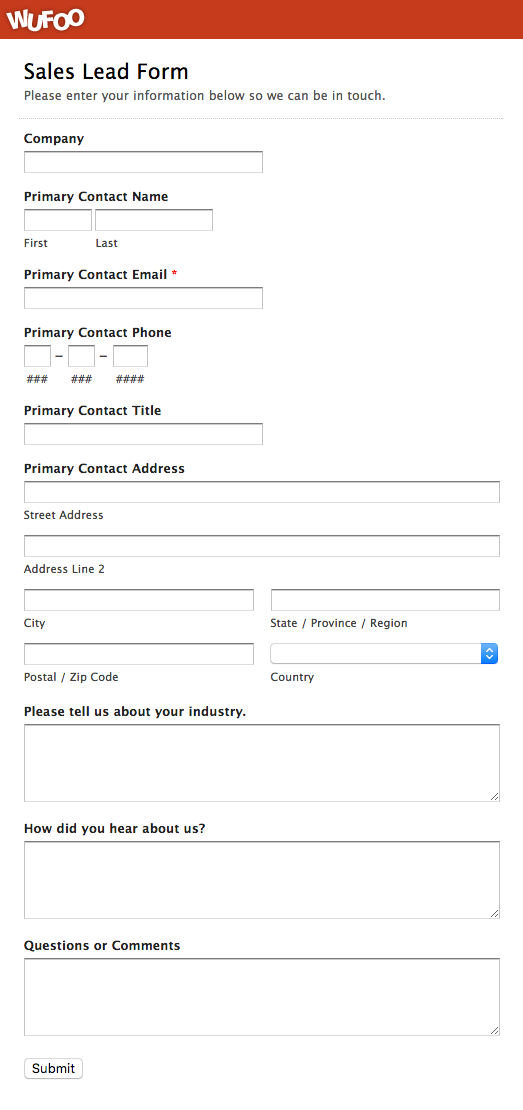 WUFOO
Sales Lead Form
Please enter your information below so we can be in touch.
Company
Primary Contact Name
First Last
Primary Contact Email *
Primary Contact Phone
– –
### ### ####
Primary Contact Title
Primary Contact Address
Street Address
Address Line 2
City State / Province / Region
Postal / Zip Code Country
Please tell us about your industry.
How did you hear about us?
Questions or Comments
Submit